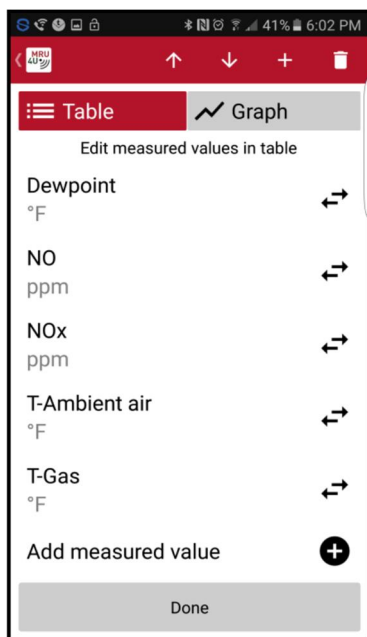 41% 6:02 PM
MRU
4U
Table
Graph
Edit measured values in table
Dewpoint
°F
NO
ppm
NOx
ppm
T-Ambient air
°F
T-Gas
°F
Add measured value
Done